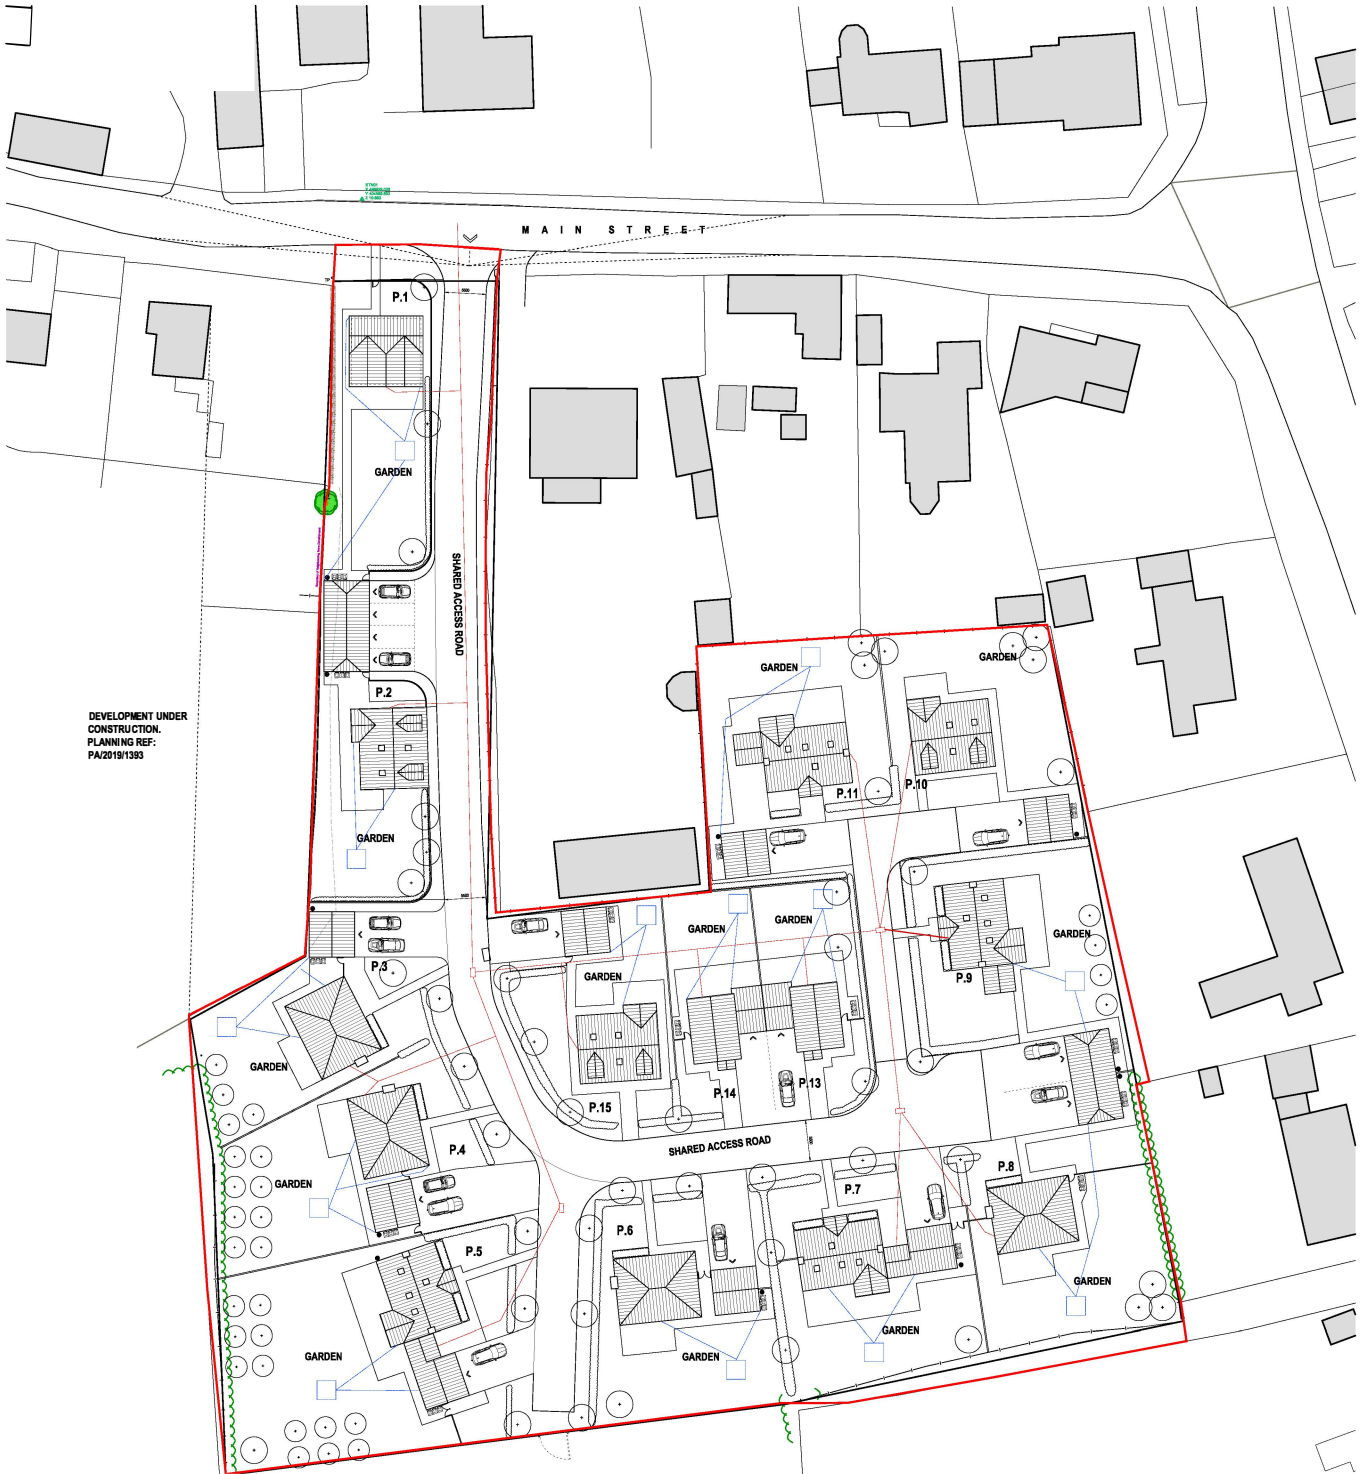 MAIN STREET
P.1
GARDEN
SHARED ACCESS ROAD
P.2
GARDEN
DEVELOPMENT UNDER
CONSTRUCTION.
PLANNING REF:
PA/2019/1393
GARDEN
GARDEN
P.11
P.10
GARDEN
GARDEN
GARDEN
GARDEN
P.9
P.3
GARDEN
P.15
P.14
P.13
SHARED ACCESS ROAD
P.4
GARDEN
P.8
P.7
P.6
P.5
GARDEN
GARDEN
GARDEN
GARDEN